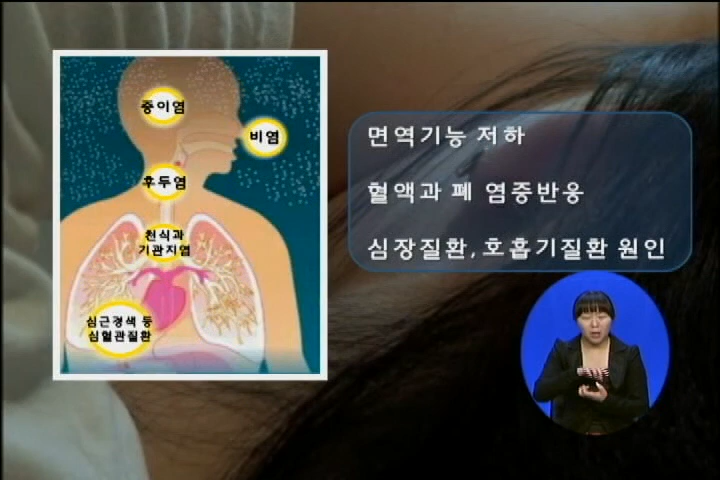 중이염
비염
후두염
천식과
기관지염
심근경색 등
심혈관질환
면역기능 저하
혈액과 폐 염증반응
심장질환, 호흡기질환 원인